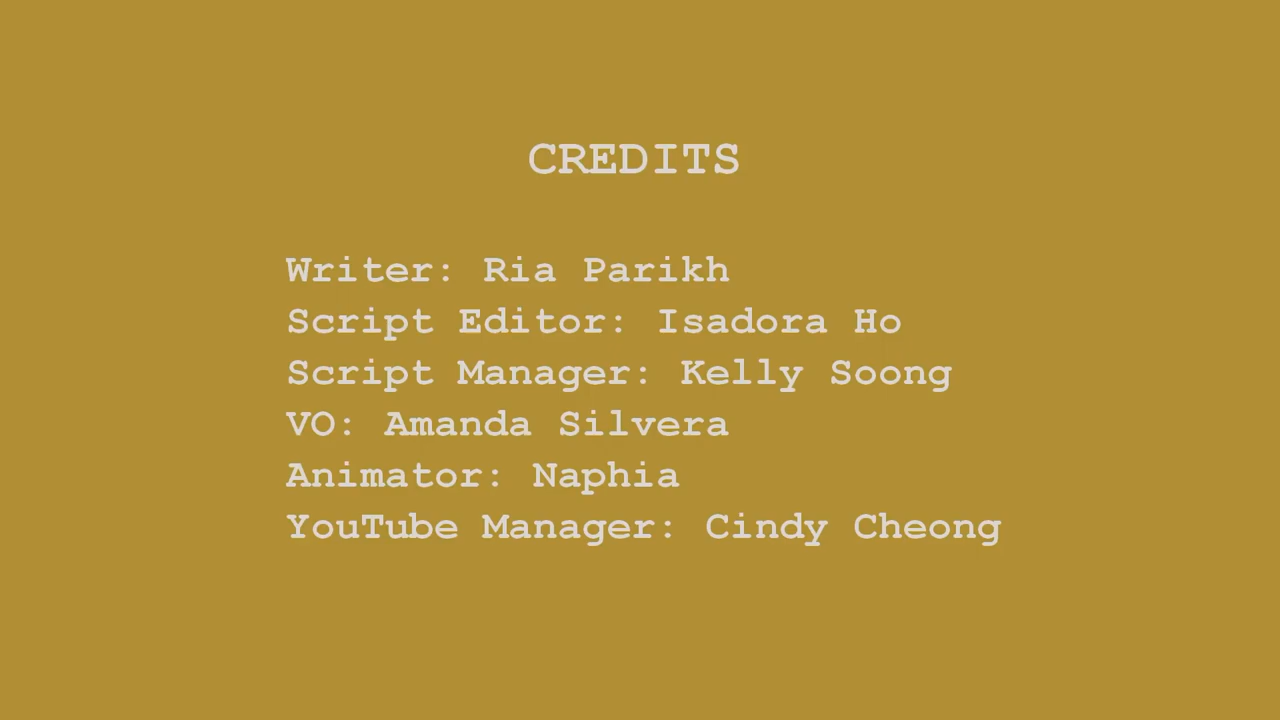 CREDITS
Writer: Ria Parikh
Script Editor: Isadora Ho
Script Manager: Kelly Soong
VO: Amanda Silvera
Animator: Naphia
YouTube Manager: Cindy Cheong